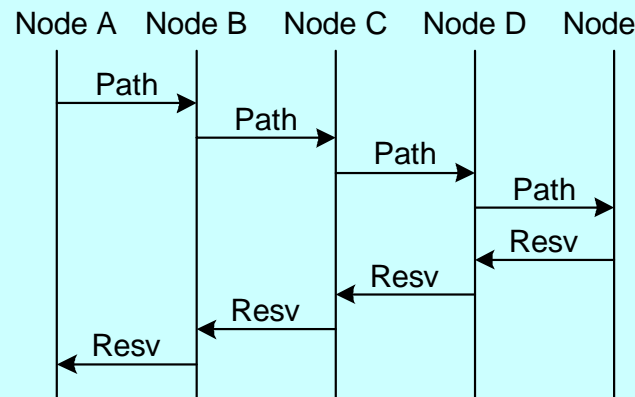 Node A Node B Node C Node D Node
Path
Path
Path
Path
Resv
Resv
Resv
Resv